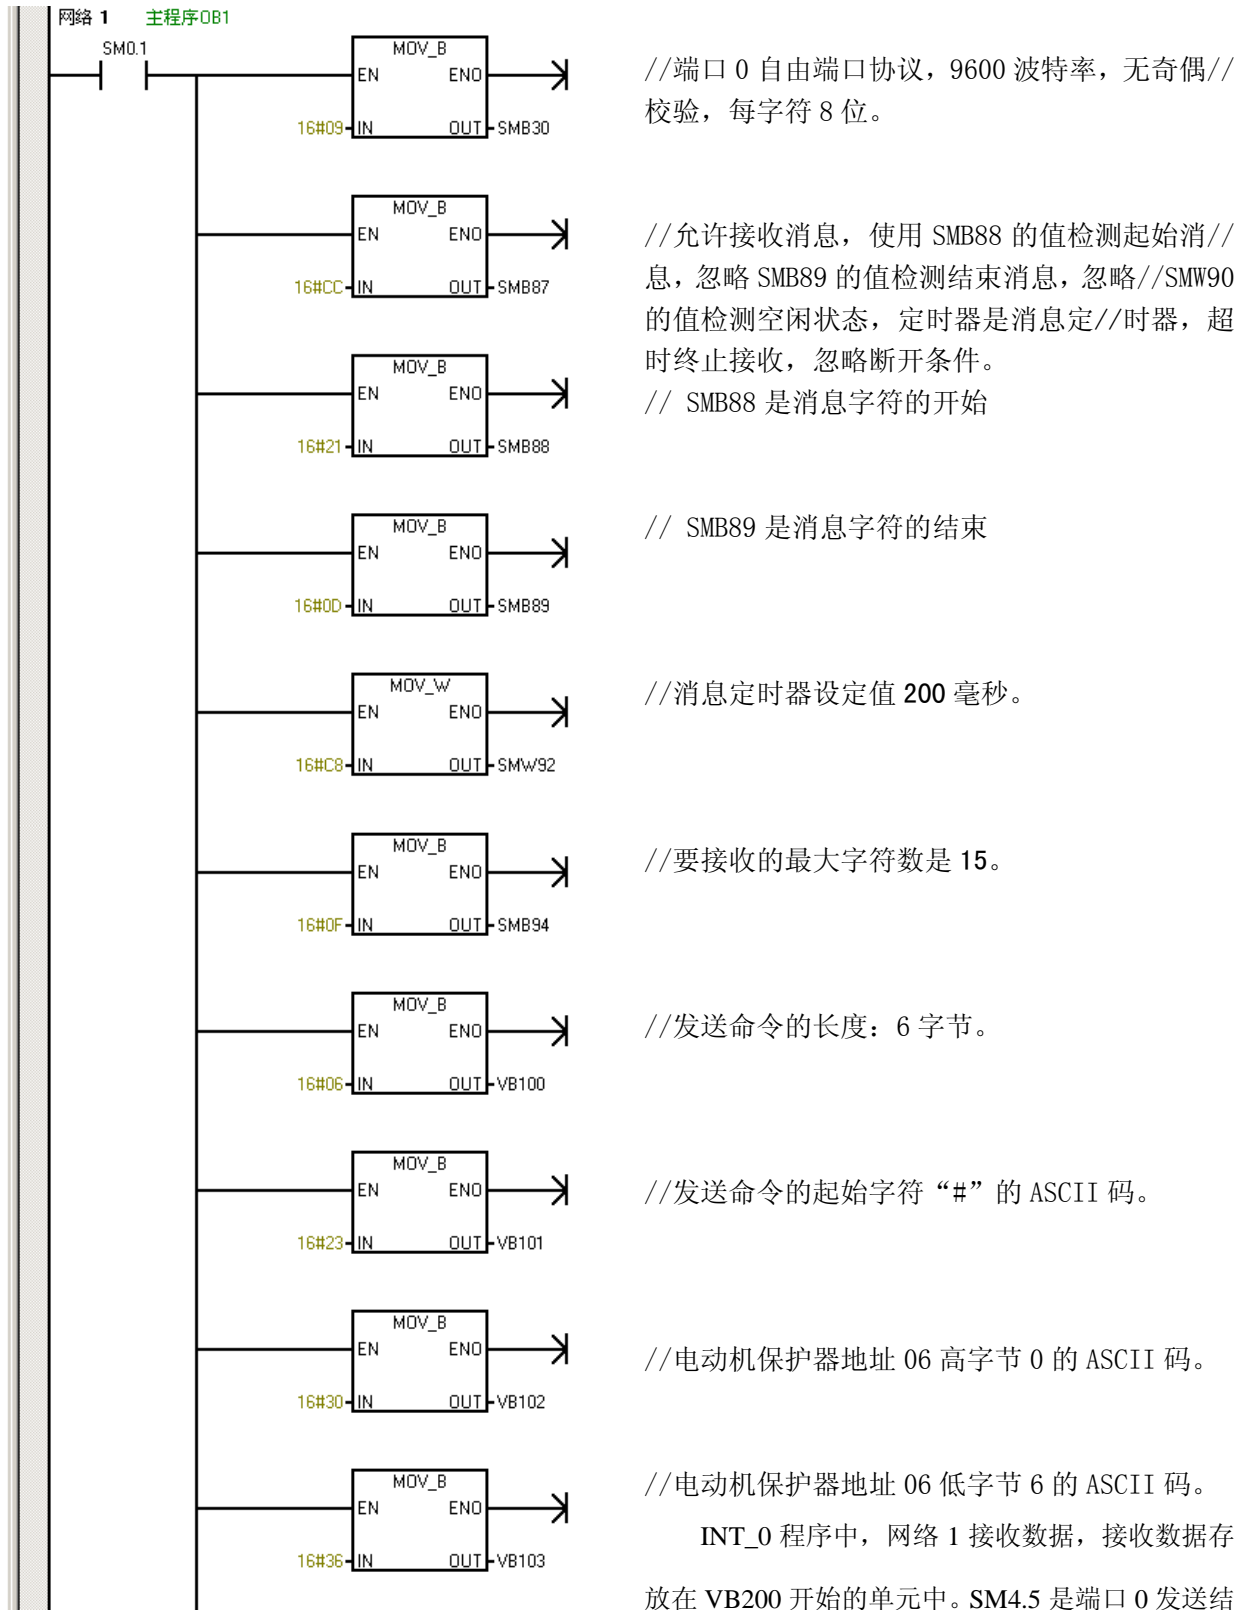 网络 1 主程序OB1
SM0.1
MOV_B
EN ENO
16#09 IN OUT SMB30
//端口 0 自由端口协议，9600 波特率，无奇偶//
校验，每字符 8 位。
MOV_B
EN ENO
16#CC IN OUT SMB87
//允许接收消息，使用 SMB88 的值检测起始消//
息，忽略 SMB89 的值检测结束消息，忽略//SMW90
的值检测空闲状态，定时器是消息定//时器，超
时终止接收，忽略断开条件。
MOV_B
EN ENO
16#21 IN OUT SMB88
// SMB88 是消息字符的开始
MOV_B
EN ENO
16#0D IN OUT SMB89
// SMB89 是消息字符的结束
MOV_W
EN ENO
16#C8 IN OUT SMW92
//消息定时器设定值 200 毫秒。
MOV_B
EN ENO
16#0F IN OUT SMB94
//要接收的最大字符数是 15。
MOV_B
EN ENO
16#06 IN OUT VB100
//发送命令的长度：6 字节。
MOV_B
EN ENO
16#23 IN OUT VB101
//发送命令的起始字符“#”的 ASCII 码。
MOV_B
EN ENO
16#30 IN OUT VB102
//电动机保护器地址 06 高字节 0 的 ASCII 码。
MOV_B
EN ENO
16#36 IN OUT VB103
//电动机保护器地址 06 低字节 6 的 ASCII 码。
INT_0 程序中，网络 1 接收数据，接收数据存
放在 VB200 开始的单元中。SM4.5 是端口 0 发送结